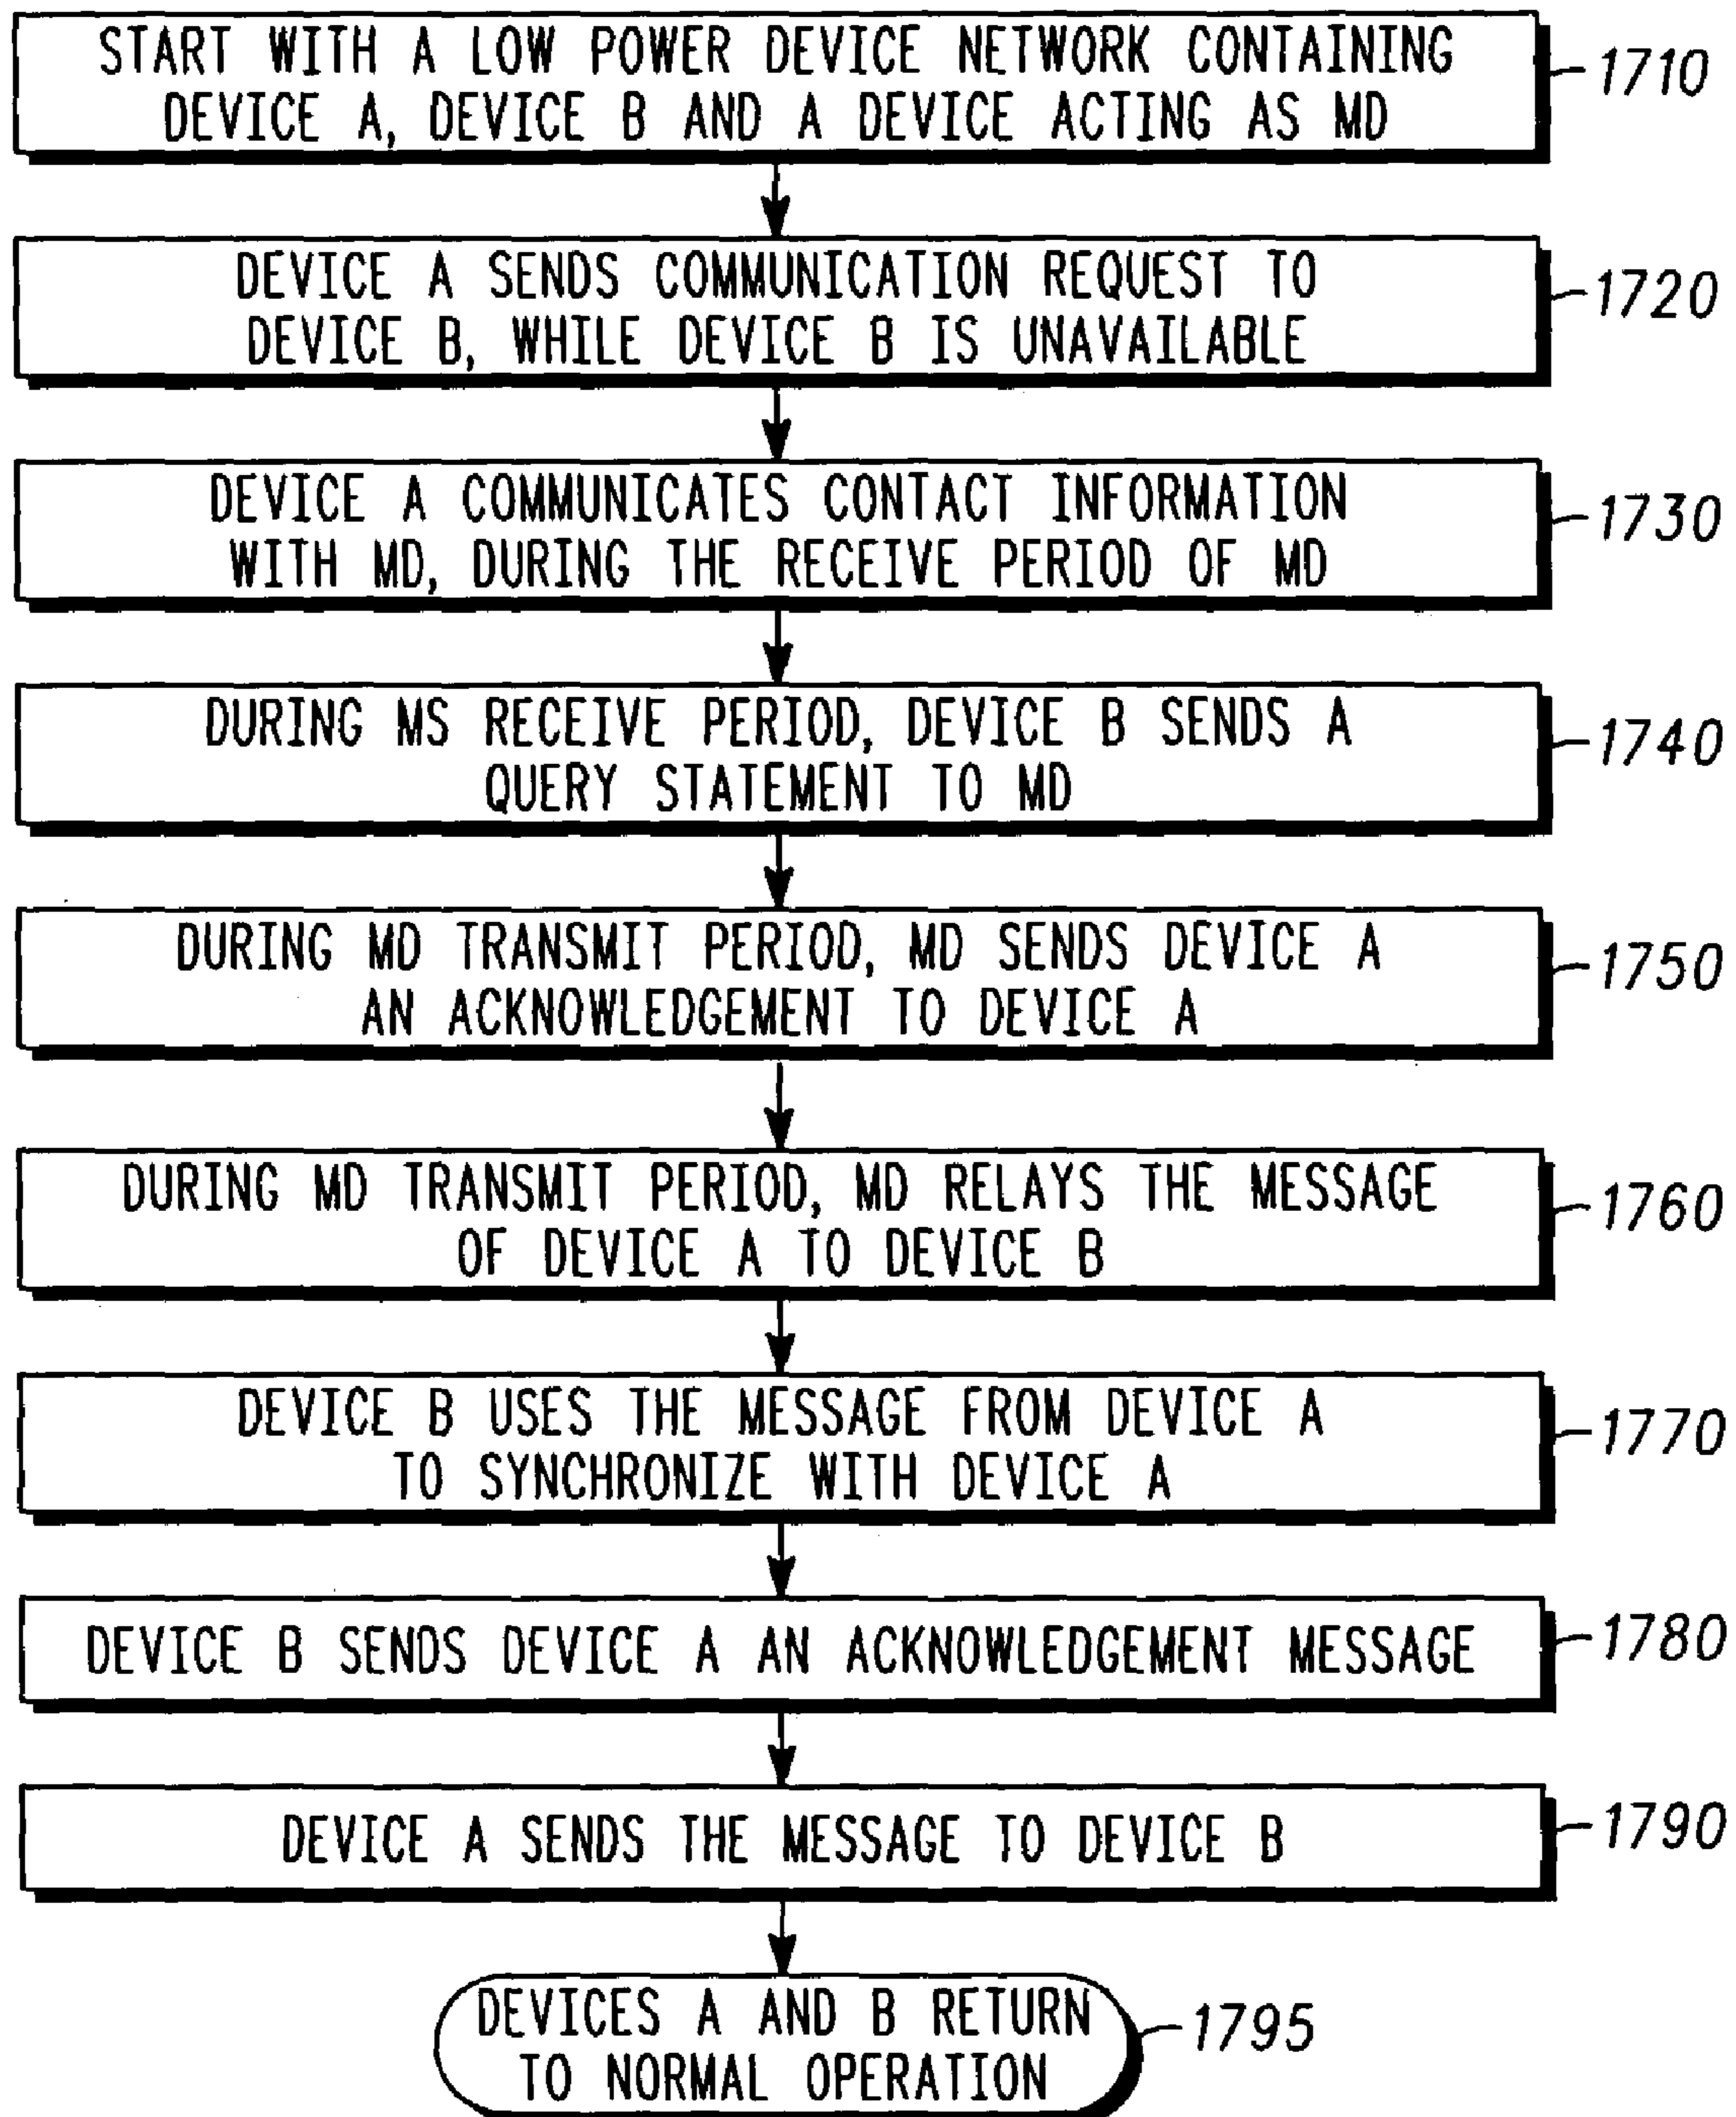 START WITH A LOW POWER DEVICE NETWORK CONTAINING
DEVICE A, DEVICE B AND A DEVICE ACTING AS MD
1710
DEVICE A SENDS COMMUNICATION REQUEST TO
DEVICE B, WHILE DEVICE B IS UNAVAILABLE
1720
DEVICE A COMMUNICATES CONTACT INFORMATION
WITH MD, DURING THE RECEIVE PERIOD OF MD
1730
DURING MS RECEIVE PERIOD, DEVICE B SENDS A
QUERY STATEMENT TO MD
1740
DURING MD TRANSMIT PERIOD, MD SENDS DEVICE A
AN ACKNOWLEDGEMENT TO DEVICE A
1750
DURING MD TRANSMIT PERIOD, MD RELAYS THE MESSAGE
OF DEVICE A TO DEVICE B
1760
DEVICE B USES THE MESSAGE FROM DEVICE A
TO SYNCHRONIZE WITH DEVICE A
1770
DEVICE B SENDS DEVICE A AN ACKNOWLEDGEMENT MESSAGE
1780
DEVICE A SENDS THE MESSAGE TO DEVICE B
1790
DEVICES A AND B RETURN
TO NORMAL OPERATION
1795